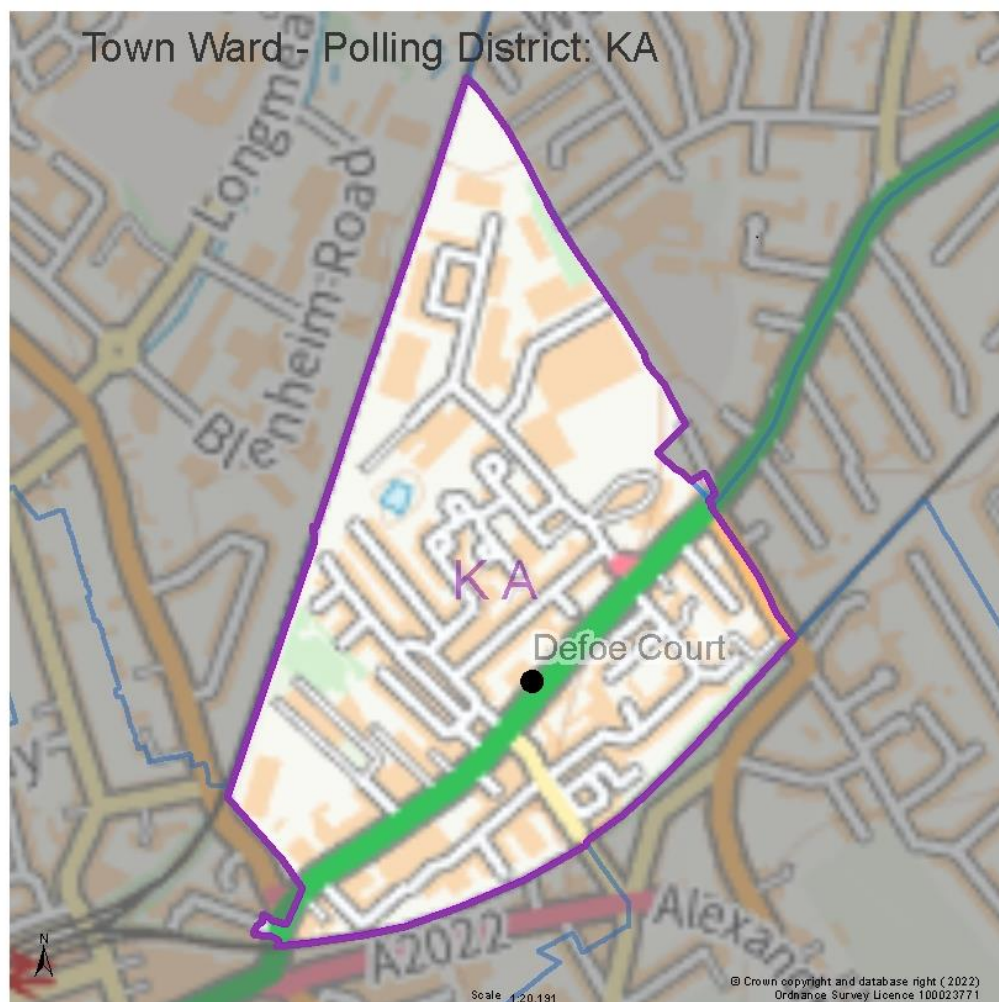 Town Ward - Polling District: KA
Longmea
Blenheim Road
KA
Defoe Court
y
A2022
Alexan
N
Scale 1:20,191
© Crown copyright and database right ( 2022)
Ordnance Survey Licence 100023771